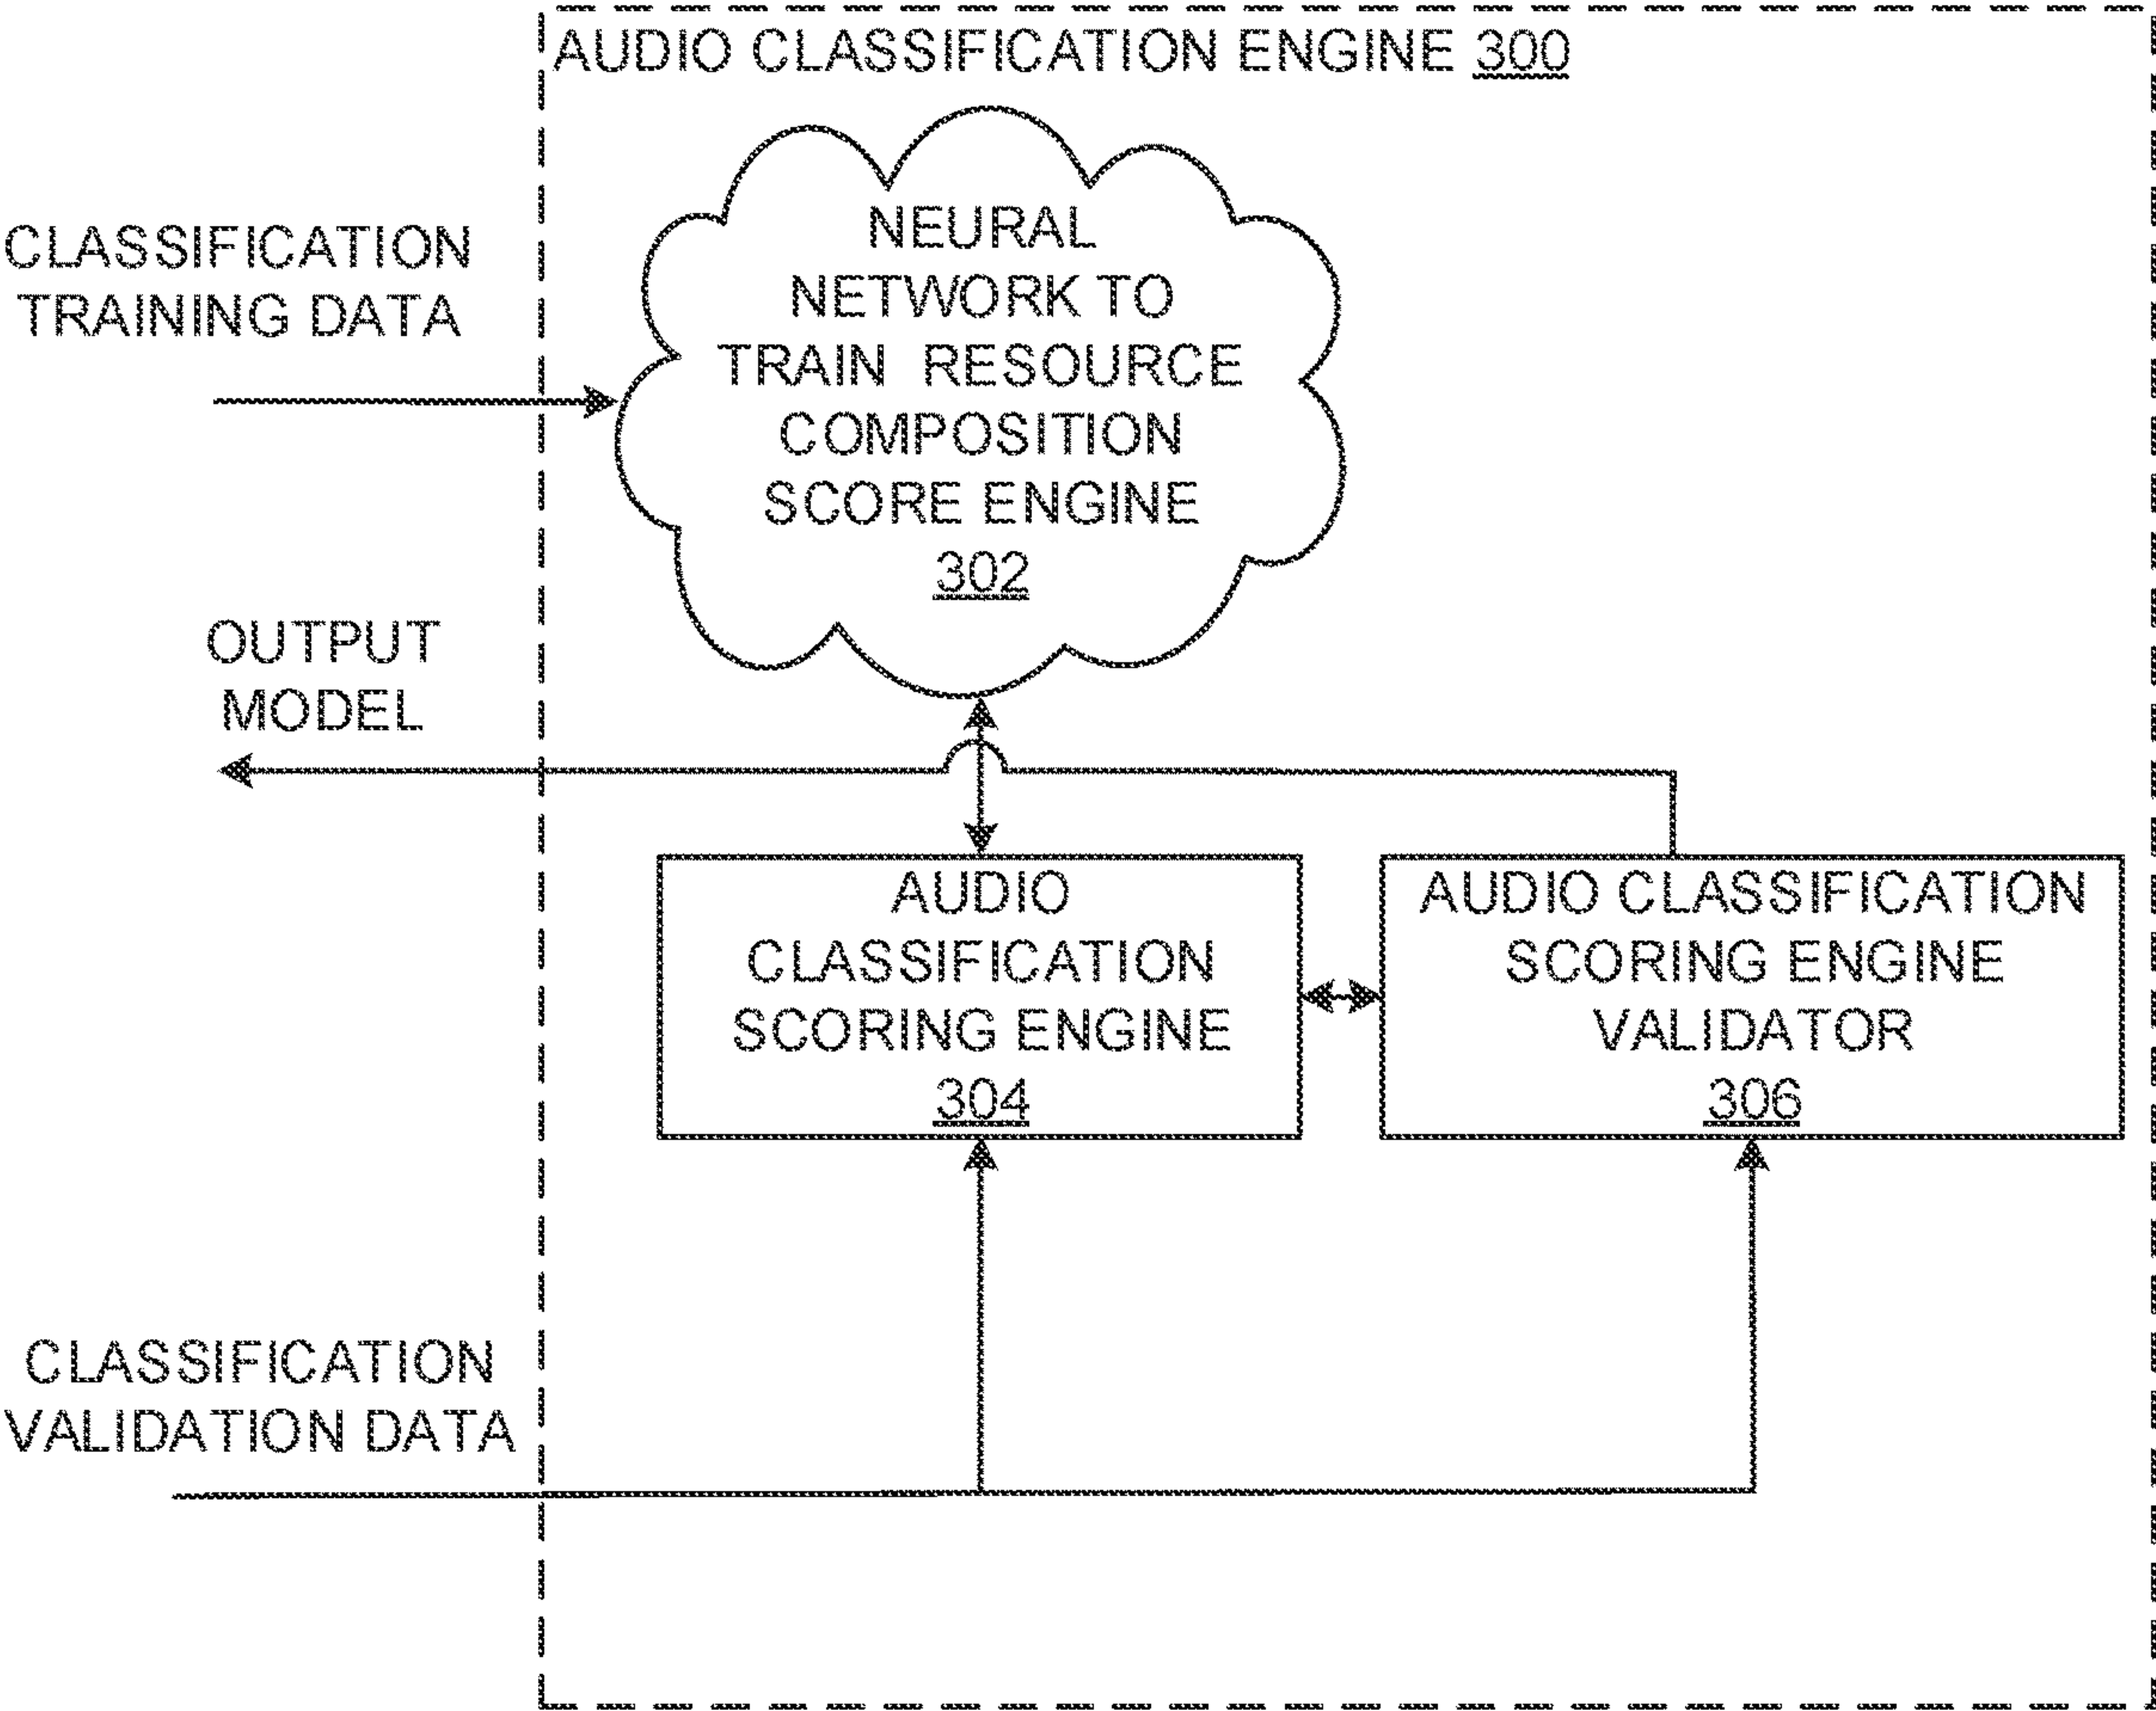 AUDIO CLASSIFICATION ENGINE 300
CLASSIFICATION
TRAINING DATA
NEURAL
NETWORK TO
TRAIN RESOURCE
COMPOSITION
SCORE ENGINE
302
OUTPUT
MODEL
AUDIO
CLASSIFICATION
SCORING ENGINE
304
AUDIO CLASSIFICATION
SCORING ENGINE
VALIDATOR
306
CLASSIFICATION
VALIDATION DATA